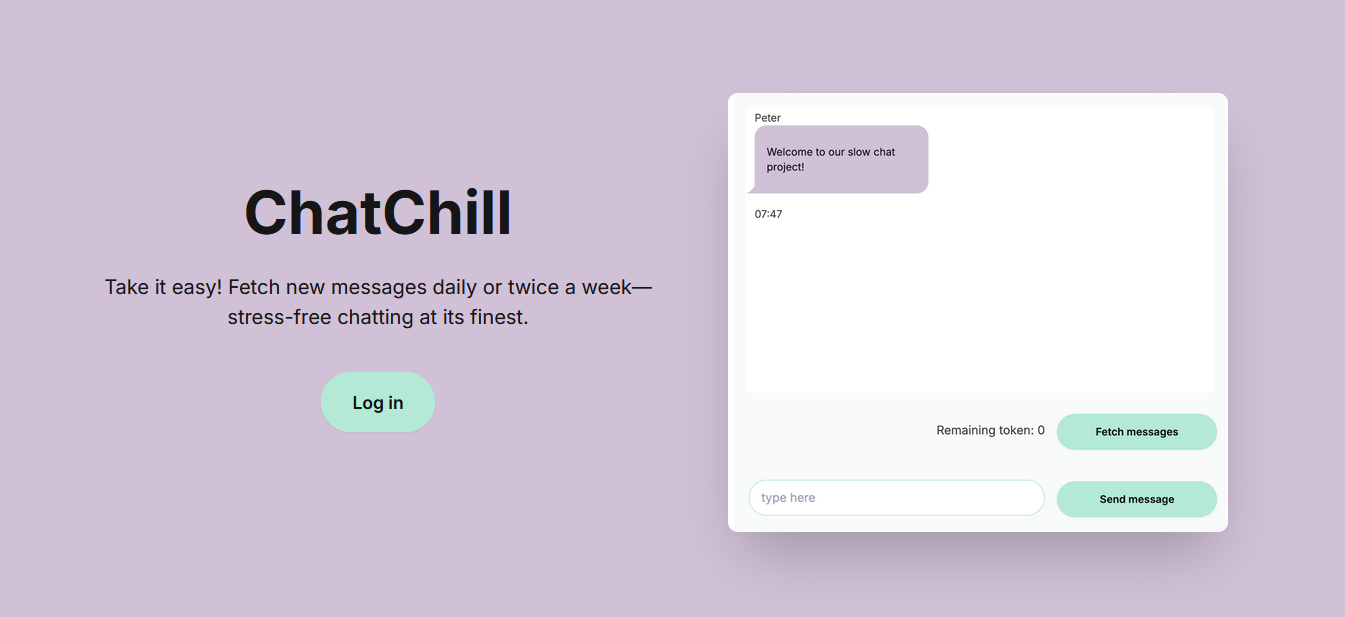 ChatChill
Take it easy! Fetch new messages daily or twice a week—
stress-free chatting at its finest.
Log in
Peter
Welcome to our slow chat
project!
07:47
Remaining token: 0
Fetch messages
type here
Send message